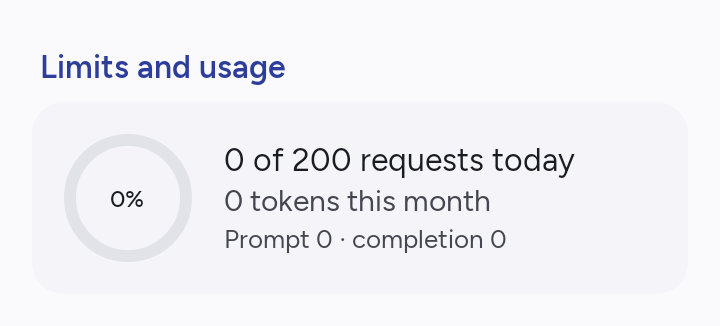 Limits and usage
0%
0 of 200 requests today
0 tokens this month
Prompt 0 · completion 0